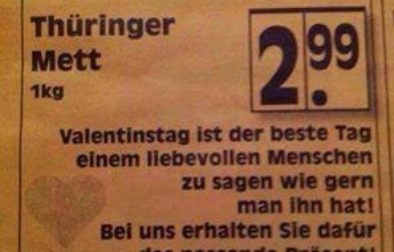 Thüringer
Mett
1kg
2.99
Valentinstag ist der beste Tag
einem liebevollen Menschen
zu sagen wie gern
man ihn hat!
Bei uns erhalten Sie dafür